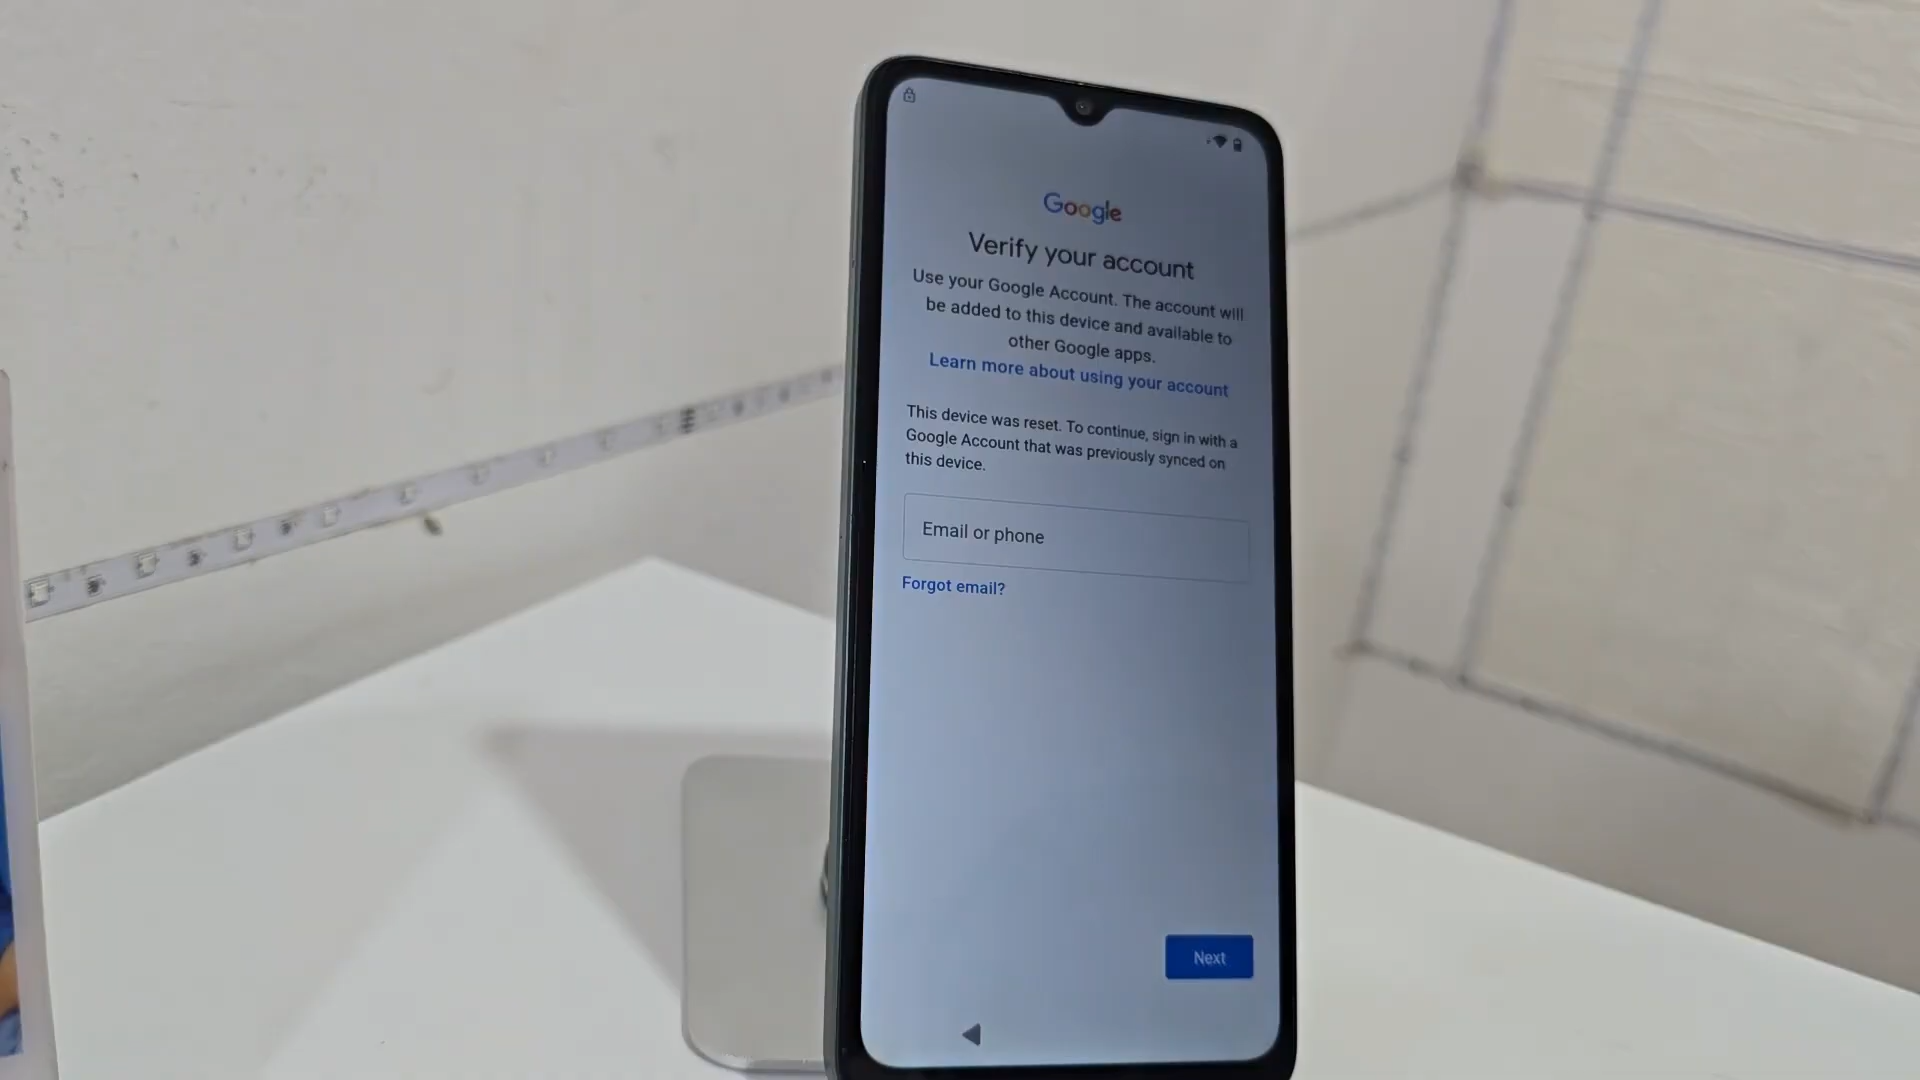 Google
Verify your account
Use your Google Account. The account will
be added to this device and available to
other Google apps.
Learn more about using your account
This device was reset. To continue, sign in with a
Google Account that was previously synced on
this device.
Email or phone
Forgot email?
Next